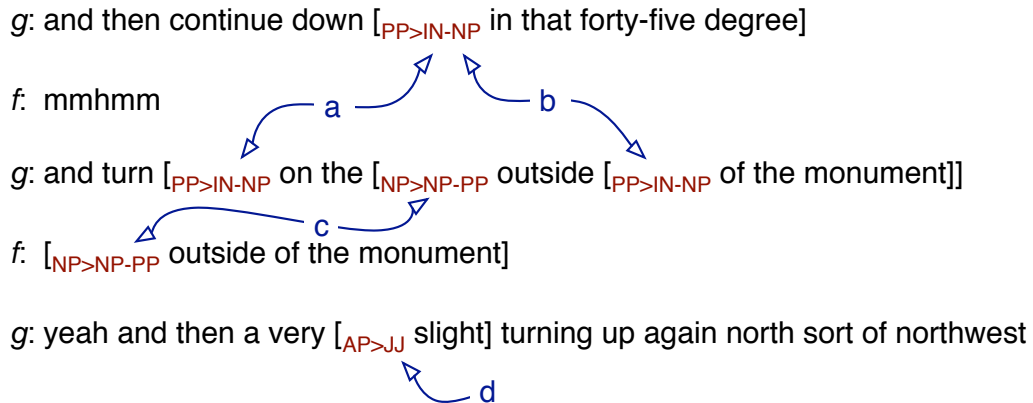 g: and then continue down [PP>IN-NP in that forty-five degree]
a
b
f: mmhmm
g: and turn [PP>IN-NP on the [NP>NP-PP outside [PP>IN-NP of the monument]]
c
f: [NP>NP-PP outside of the monument]
g: yeah and then a very [AP>JJ slight] turning up again north sort of northwest
d